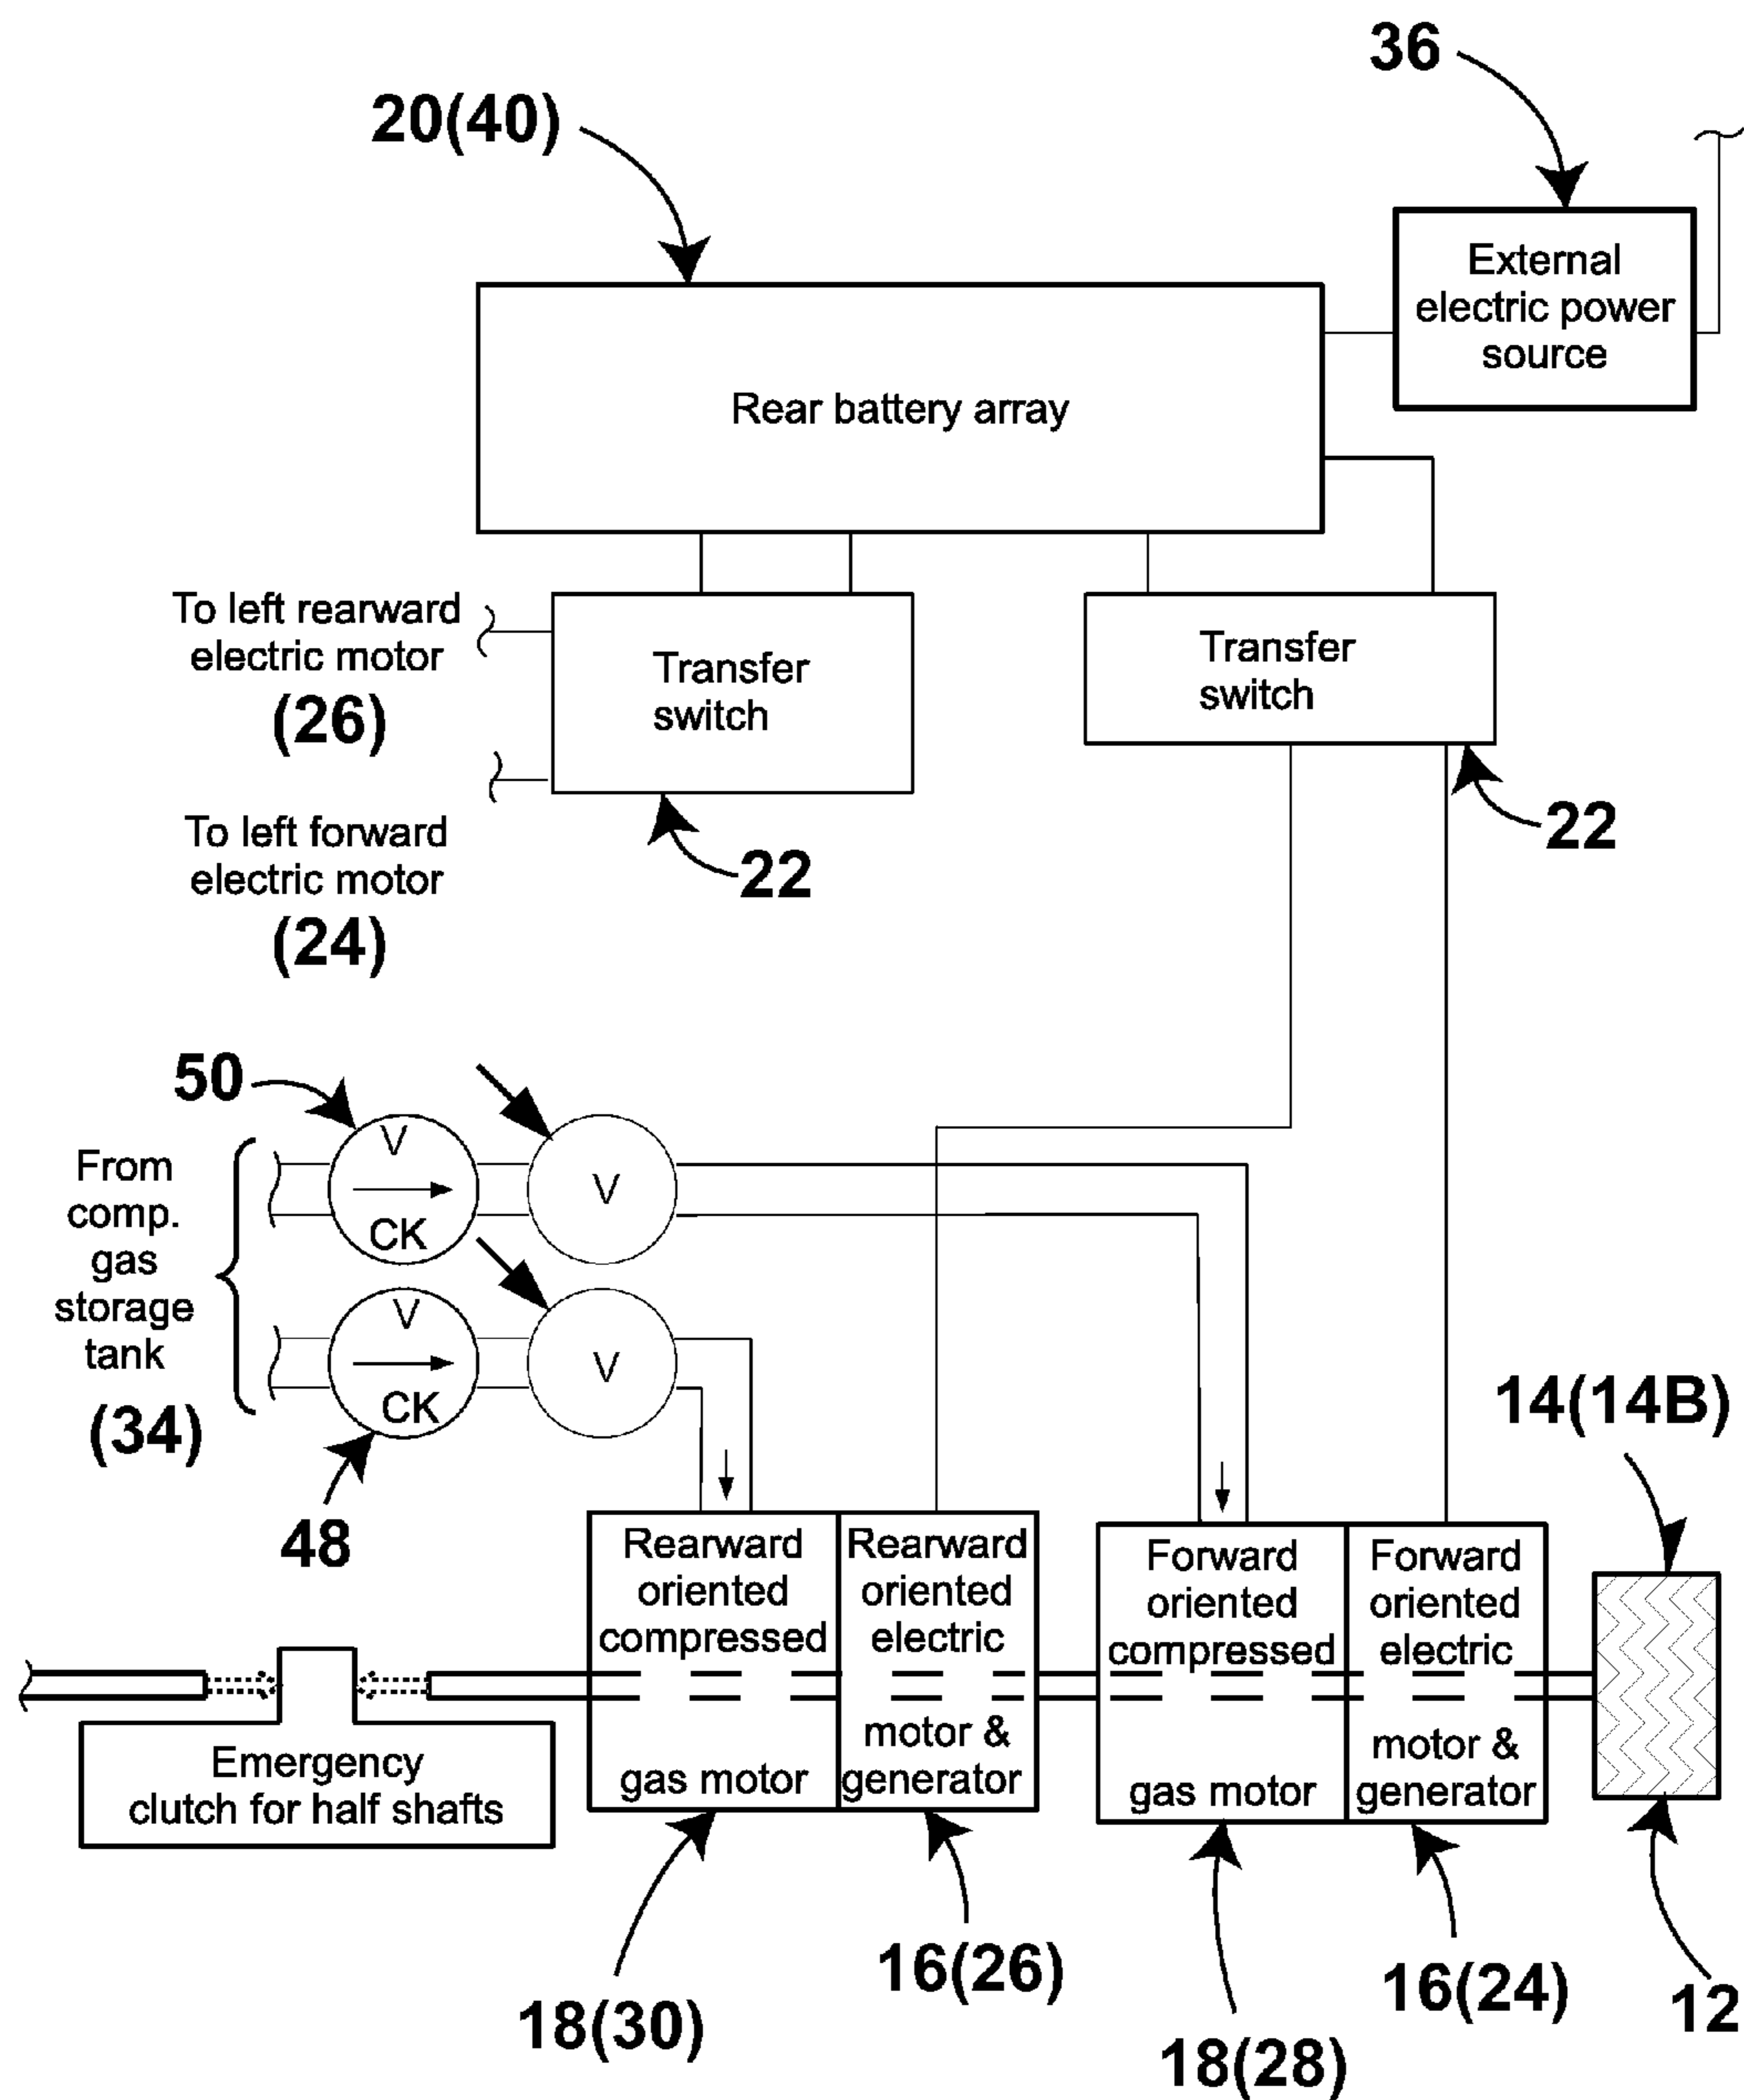 36
20(40)
External
electric power
source
Rear battery array
To left rearward
electric motor
(26)
Transfer
switch
Transfer
switch
To left forward
electric motor
(24)
22
22
50
From
comp.
gas
storage
tank
(34)
V
CK
V
V
CK
V
48
14(14B)
Rearward
oriented
compressed
gas motor
Rearward
oriented
electric
motor &
generator
Forward
oriented
compressed
gas motor
Forward
oriented
electric
motor &
generator
Emergency
clutch for half shafts
18(30)
16(26)
18(28)
16(24)
12